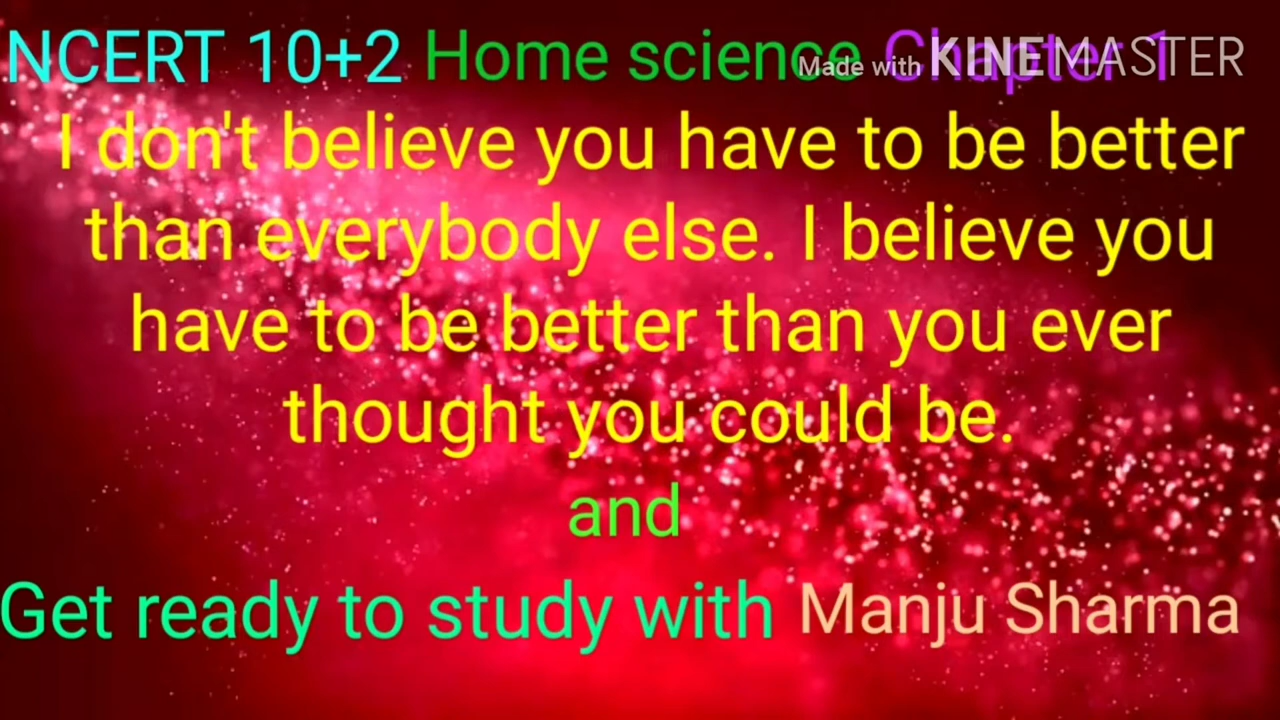 NCERT 10+2 Home science Chapter 1
Made with KINEMASTER
I don't believe you have to be better
than everybody else. I believe you
have to be better than you ever
thought you could be.
and
Get ready to study with Manju Sharma